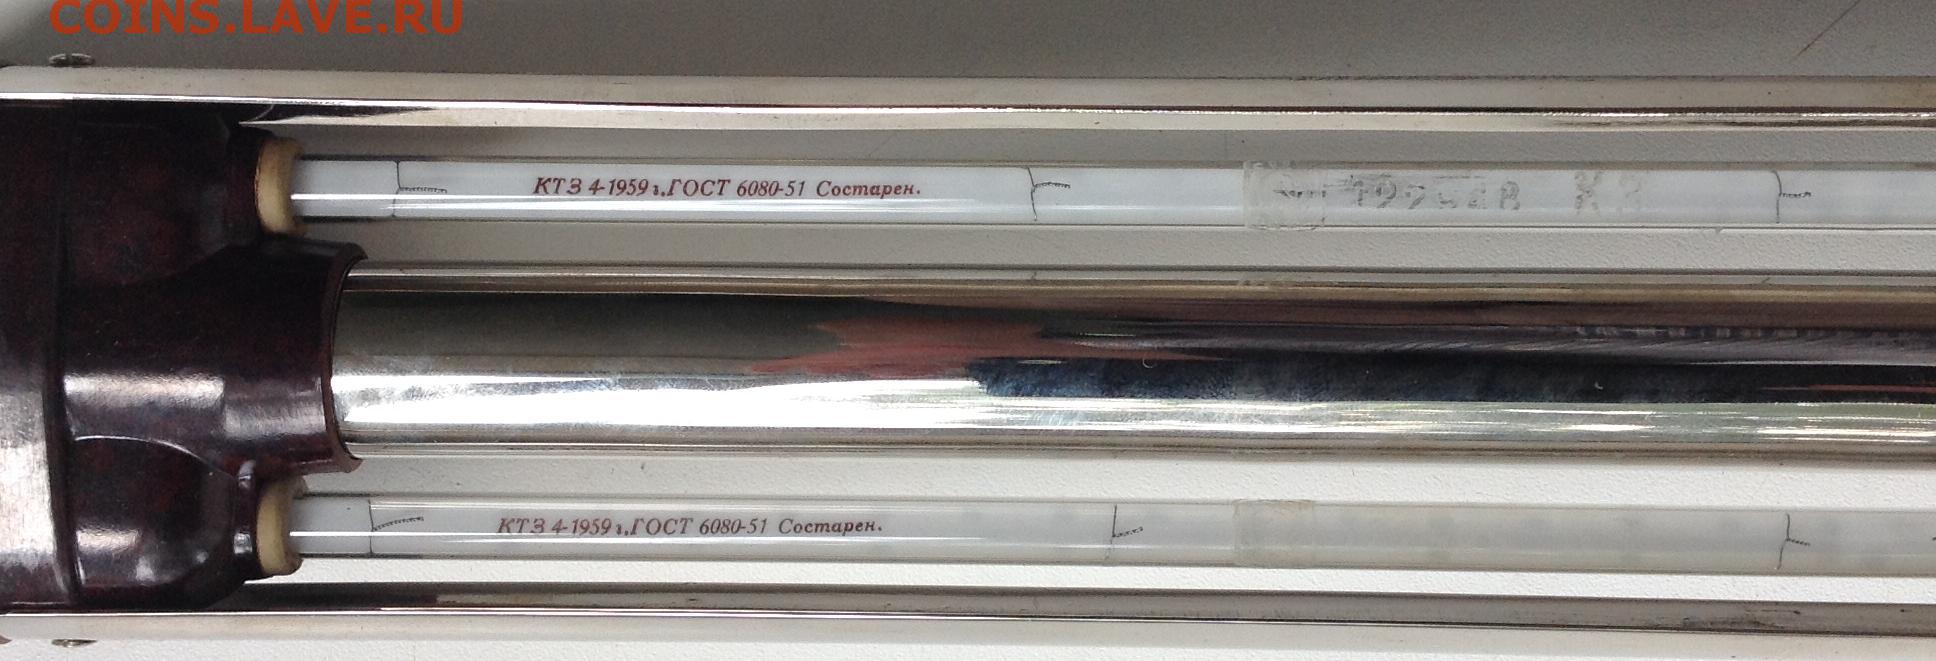 COINS.LAVE.RU
КТЗ 4-1959 г.,ГОСТ 6080-51 Состарен.
КТЗ 4-1959 г.,ГОСТ 6080-51 Состарен.